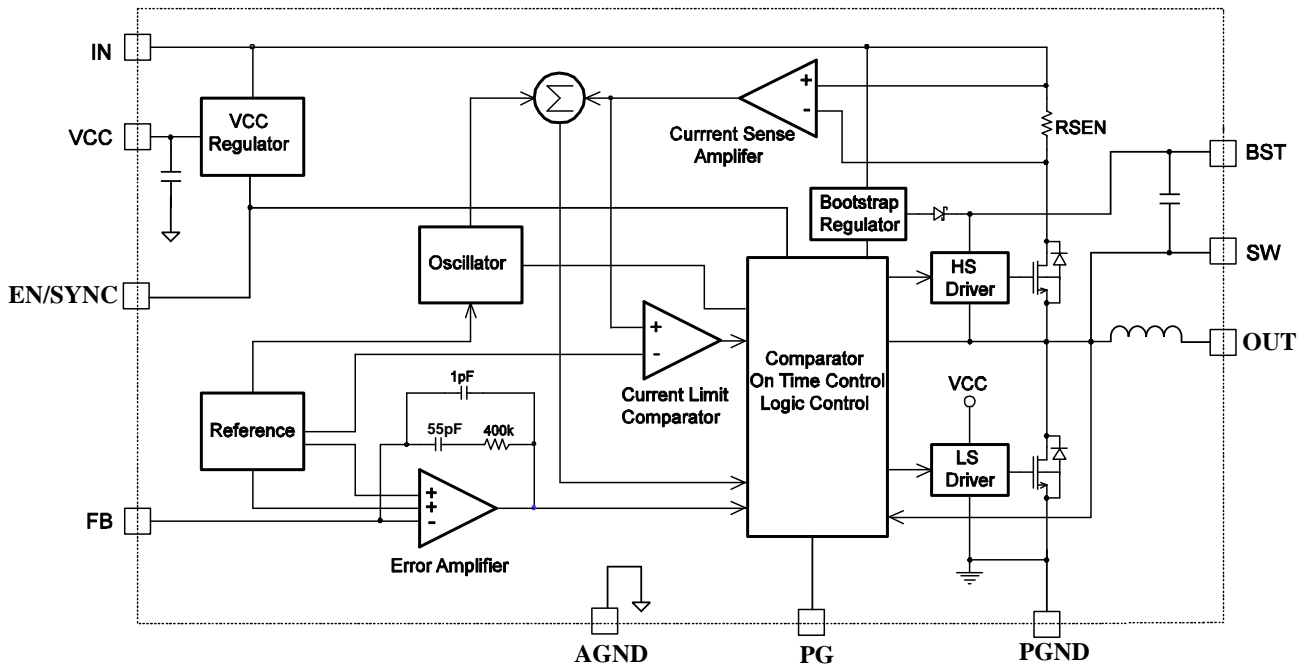 IN
VCC
VCC
Regulator
Σ
+
-
Currrent Sense
Amplifer
RSEN
BST
Bootstrap
Regulator
SW
EN/SYNC
Oscillator
HS
Driver
+
-
Current Limit
Comparator
Comparator
On Time Control
Logic Control
OUT
VCC
1pF
55pF
400k
Reference
LS
Driver
FB
+
+
-
Error Amplifier
AGND
PG
PGND